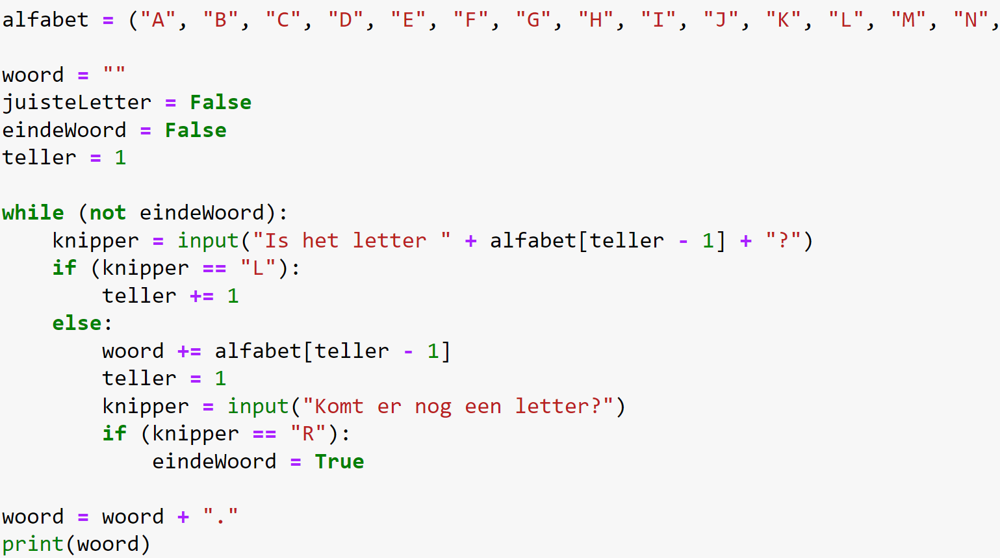 alfabet = ("A", "B", "C", "D", "E", "F", "G", "H", "I", "J", "K", "L", "M", "N",
woord = ""
juisteLetter = False
eindeWoord = False
teller = 1
while (not eindeWoord):
    knipper = input("Is het letter " + alfabet[teller - 1] + "?")
    if (knipper == "L"):
        teller += 1
    else:
        woord += alfabet[teller - 1]
        teller = 1
        knipper = input("Komt er nog een letter?")
        if (knipper == "R"):
            eindeWoord = True
woord = woord + "."
print(woord)